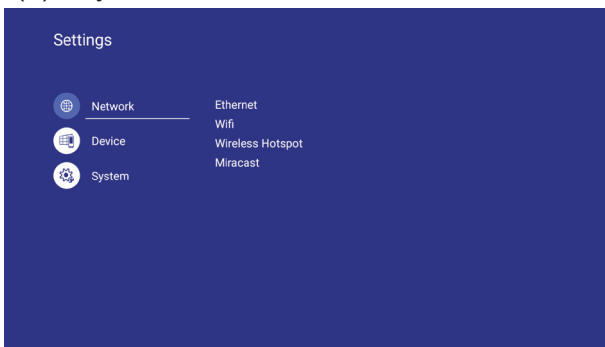 Settings
Network
Device
System
Ethernet
Wifi
Wireless Hotspot
Miracast